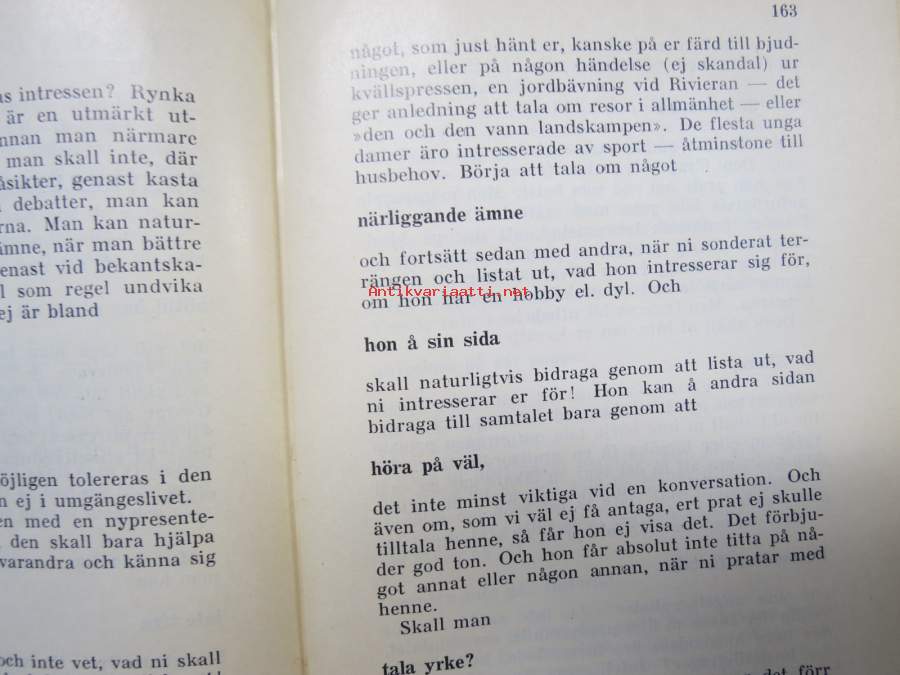 as intressen? Rynka
är en utmärkt ut-
nnan man närmare
man skall inte, där
åsikter, genast kasta
debatter, man kan
rna. Man kan natur-
ämne, när man bättre
enast vid bekantska-
l som regel undvika
ej är bland
öjligen tolereras i den
n ej i umgängeslivet.
en med en nypresente-
den skall bara hjälpa
varandra och känna sig
och inte vet, vad ni skall
163
något, som just hänt er, kanske på er färd till bjud-
ningen, eller på någon händelse (ej skandal) ur
kvällspressen, en jordbävning vid Rivieran — det
ger anledning att tala om resor i allmänhet — eller
»den och den vann landskampen». De flesta unga
damer äro intresserade av sport — åtminstone till
husbehov. Börja att tala om något
närliggande ämne
och fortsätt sedan med andra, när ni sonderat ter-
rängen och listat ut, vad hon intresserar sig för,
om hon har en hobby el. dyl. Och
Antikvariaatti.net
hon å sin sida
skall naturligtvis bidraga genom att lista ut, vad
ni intresserar er för! Hon kan å andra sidan
bidraga till samtalet bara genom att
höra på väl,
det inte minst viktiga vid en konversation. Och
även om, som vi väl ej få antaga, ert prat ej skulle
tilltala henne, så får hon ej visa det. Det förbju-
der god ton. Och hon får absolut inte titta på nå-
got annat eller någon annan, när ni pratar med
henne.
Skall man
tala yrke?
det förr